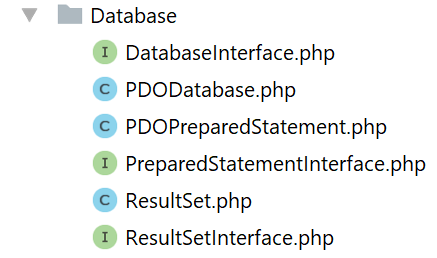 Database
I DatabaseInterface.php
C PDODatabase.php
C PDOPreparedStatement.php
I PreparedStatementInterface.php
C ResultSet.php
I ResultSetInterface.php